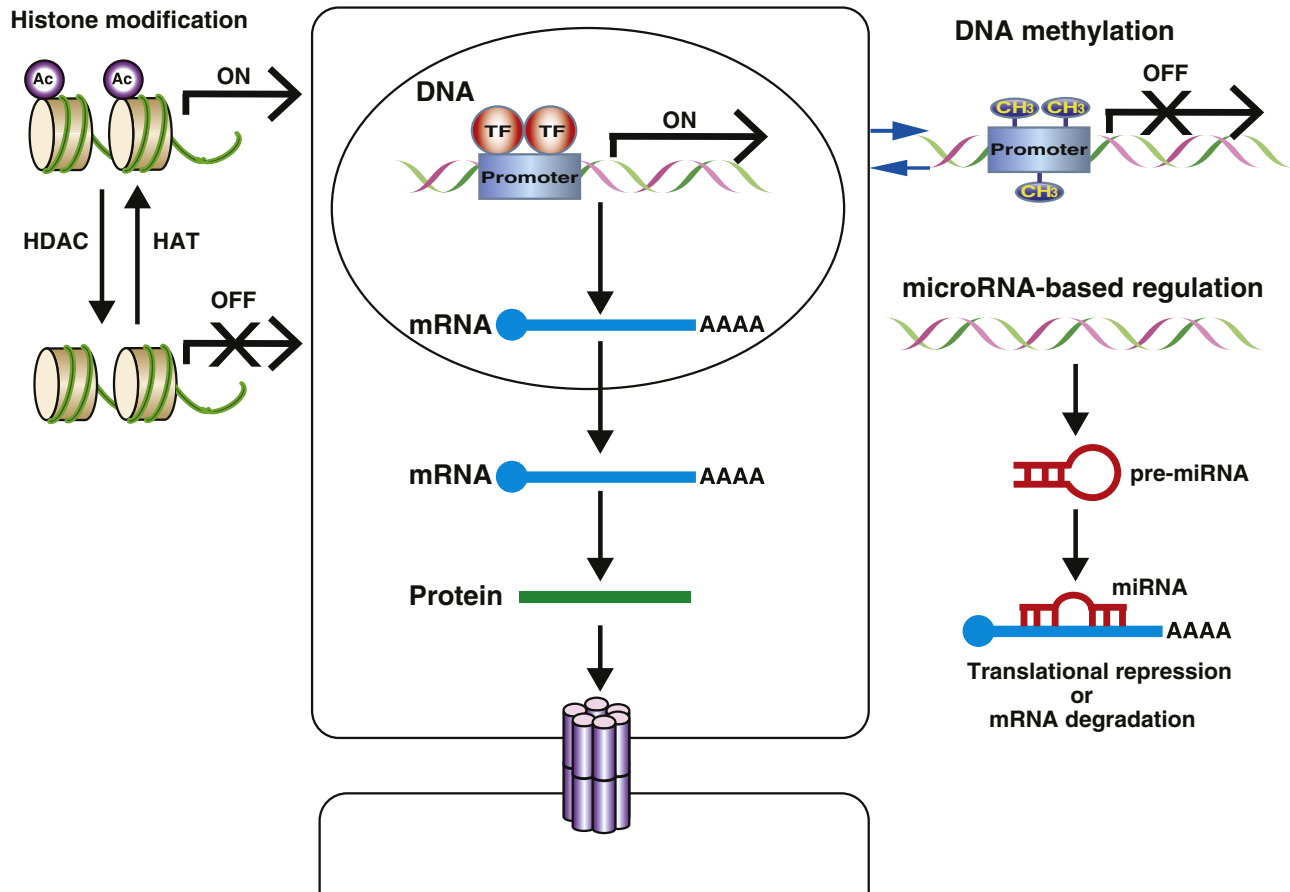 Histone modification
Ac
Ac
ON
HDAC
HAT
OFF
DNA
TF
TF
ON
Promoter
mRNA
AAAA
mRNA
AAAA
Protein
DNA methylation
OFF
CH3
CH3
Promoter
CH3
microRNA-based regulation
pre-miRNA
miRNA
AAAA
Translational repression
or
mRNA degradation